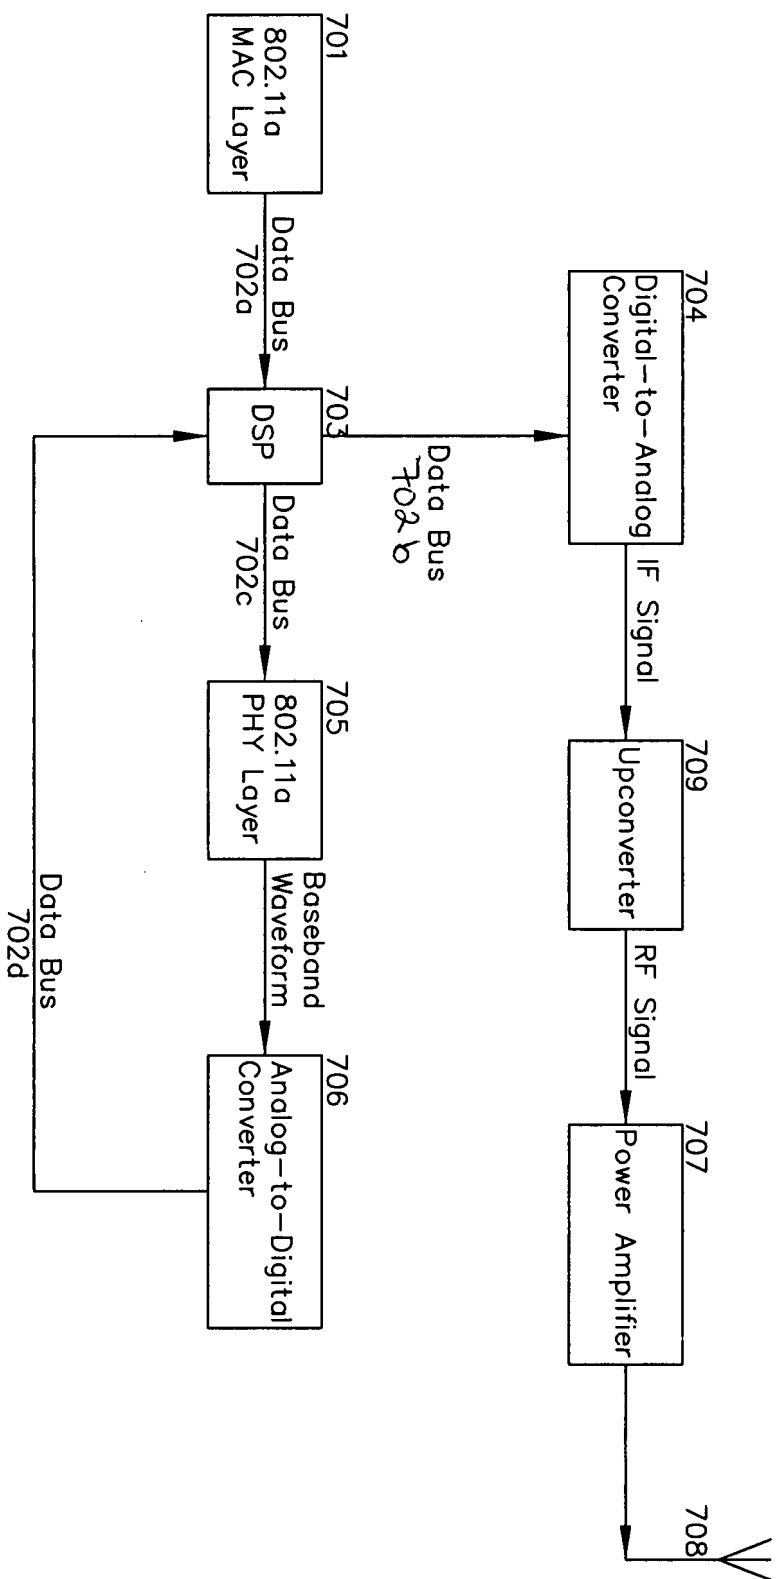 704
Digital-to-Analog
Converter
IF Signal
709
Upconverter
RF Signal
707
Power Amplifier
708
Data Bus
702b
701
802.11a
MAC Layer
Data Bus
702a
703
DSP
Data Bus
702c
705
802.11a
PHY Layer
Baseband
Waveform
706
Analog-to-Digital
Converter
Data Bus
702d